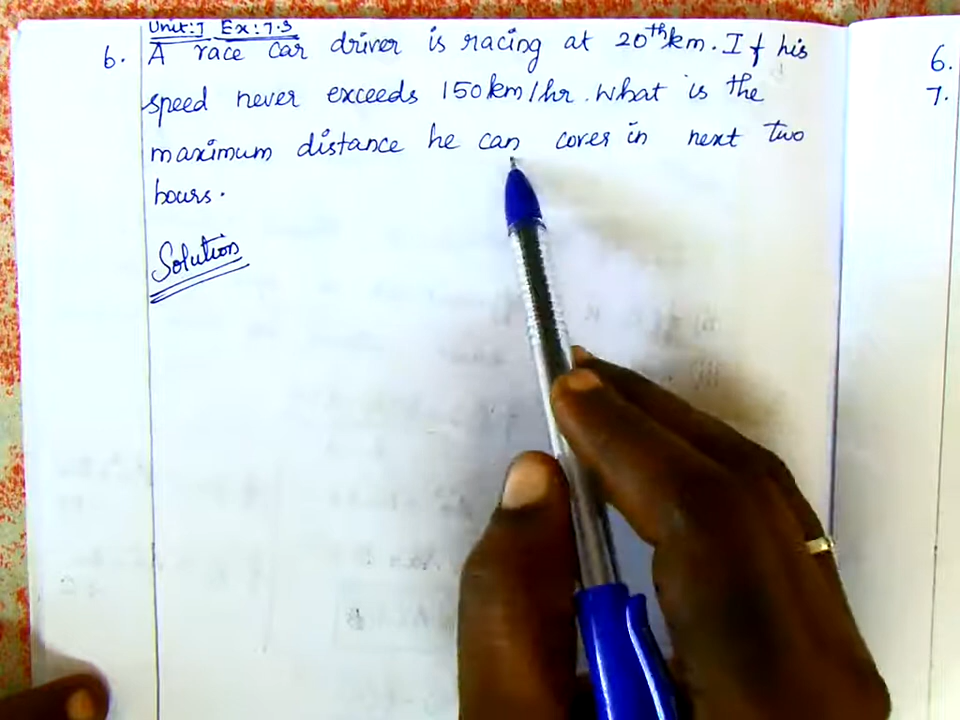 Unit:7 Ex:7.3
6. A race car driver is racing at 20th km. If his
speed never exceeds 150km/hr. What is the
maximum distance he can cover in next two
hours.
Solution
6.
7.